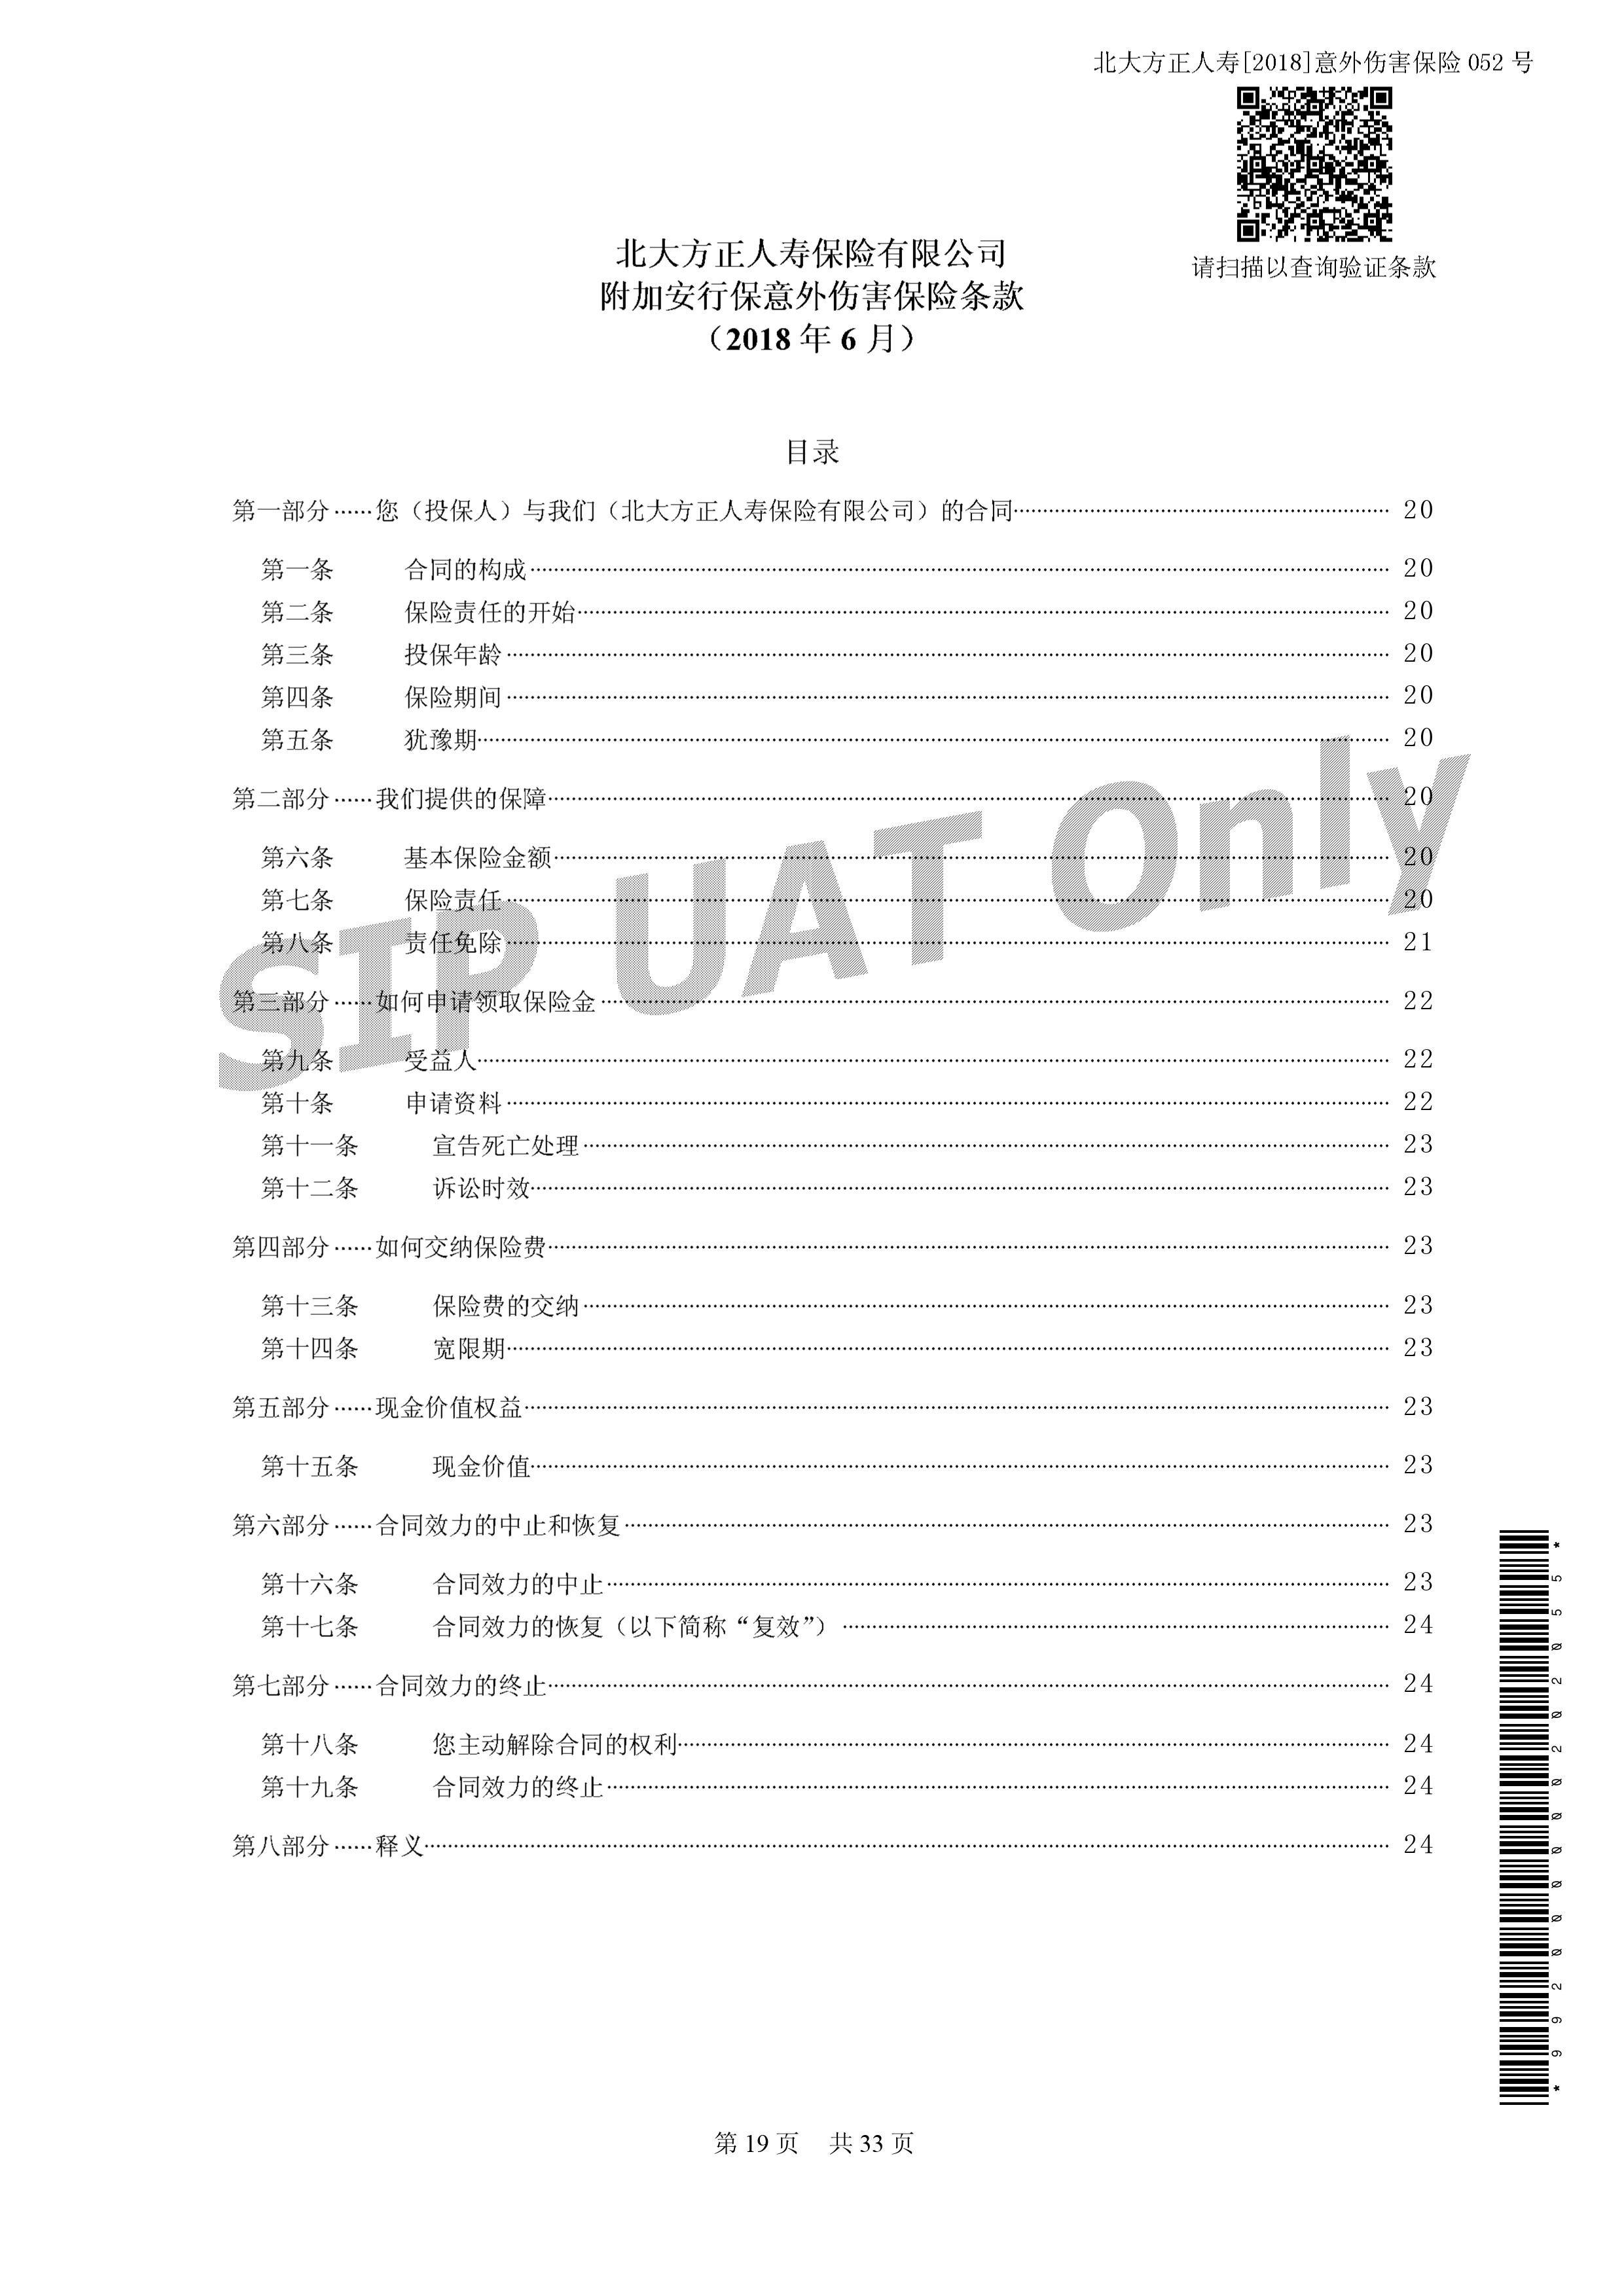 北大方正人寿[2018]意外伤害保险 052 号
请扫描以查询验证条款
北大方正人寿保险有限公司
附加安行保意外伤害保险条款
（2018 年 6 月）
目录
第一部分……您（投保人）与我们（北大方正人寿保险有限公司）的合同…… 20
第一条 合同的构成…… 20
第二条 保险责任的开始…… 20
第三条 投保年龄…… 20
第四条 保险期间…… 20
第五条 犹豫期…… 20
第二部分……我们提供的保障…… 20
第六条 基本保险金额…… 20
第七条 保险责任…… 20
第八条 责任免除…… 21
第三部分……如何申请领取保险金…… 22
第九条 受益人…… 22
第十条 申请资料…… 22
第十一条 宣告死亡处理…… 23
第十二条 诉讼时效…… 23
第四部分……如何交纳保险费…… 23
第十三条 保险费的交纳…… 23
第十四条 宽限期…… 23
第五部分……现金价值权益…… 23
第十五条 现金价值…… 23
第六部分……合同效力的中止和恢复…… 23
第十六条 合同效力的中止…… 23
第十七条 合同效力的恢复（以下简称“复效”）…… 24
第七部分……合同效力的终止…… 24
第十八条 您主动解除合同的权利…… 24
第十九条 合同效力的终止…… 24
第八部分……释义…… 24
SIP UAT Only
*99200000202055*
第 19 页 共 33 页